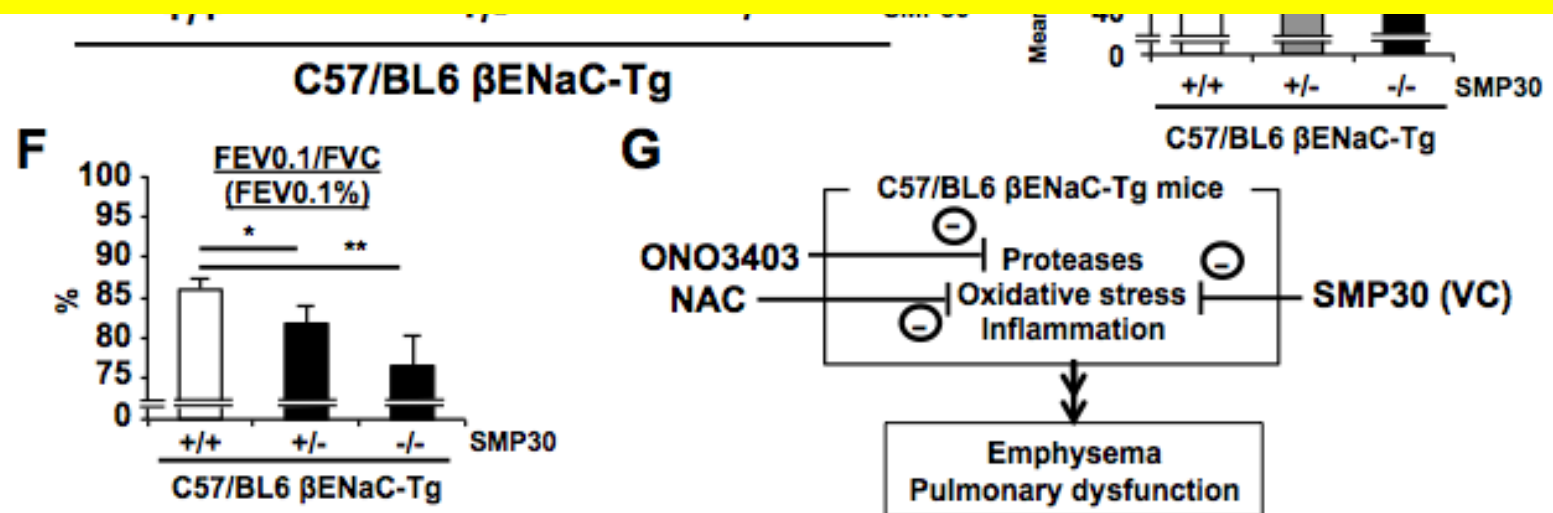 Mean
40
0
+/+ +/- -/- SMP30
C57/BL6 βENaC-Tg
C57/BL6 βENaC-Tg
F
FEV0.1/FVC
(FEV0.1%)
100
95
90
85
80
75
0
%
*
**
+/+ +/- -/- SMP30
C57/BL6 βENaC-Tg
G
C57/BL6 βENaC-Tg mice
ONO3403
NAC
Proteases
Oxidative stress
Inflammation
SMP30 (VC)
−
−
−
Emphysema
Pulmonary dysfunction